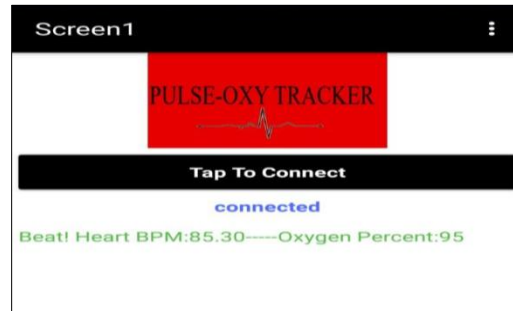 Screen1
PULSE-OXY TRACKER
Tap To Connect
connected
Beat! Heart BPM:85.30-----Oxygen Percent:95